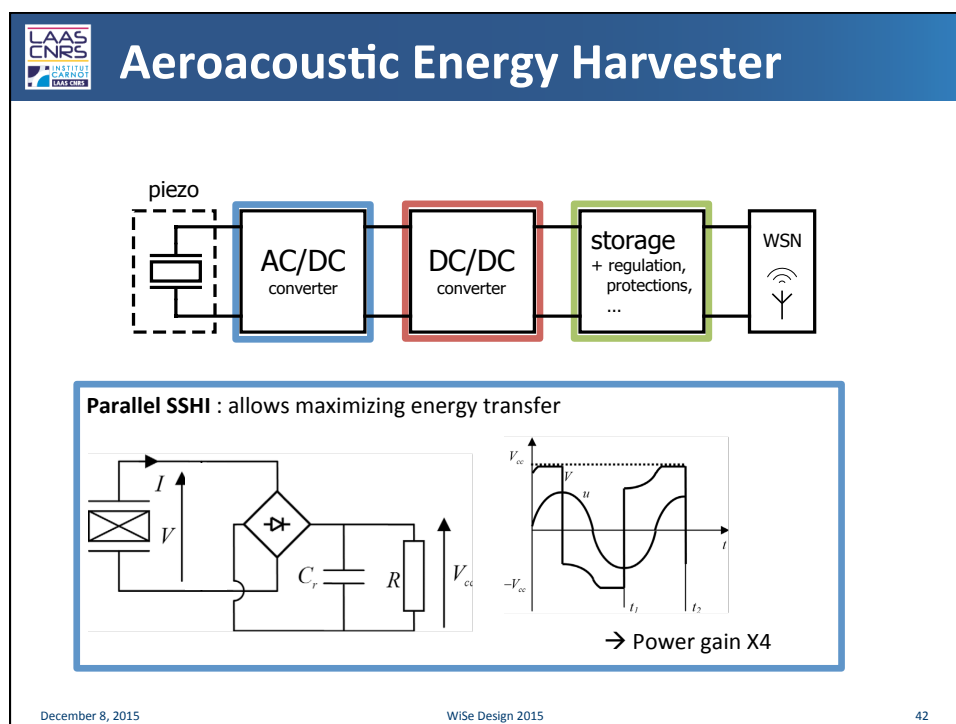 LAAS
CNRS
INSTITUT
CARNOT
LAAS CNRS
Aeroacoustic Energy Harvester
piezo
AC/DC
converter
DC/DC
converter
storage
+ regulation,
protections,
...
WSN
Parallel SSHI : allows maximizing energy transfer
I
V
C_r
R
V_cc
V_cc
V
u
t
-V_cc
t_1
t_2
→ Power gain X4
December 8, 2015
WiSe Design 2015
42